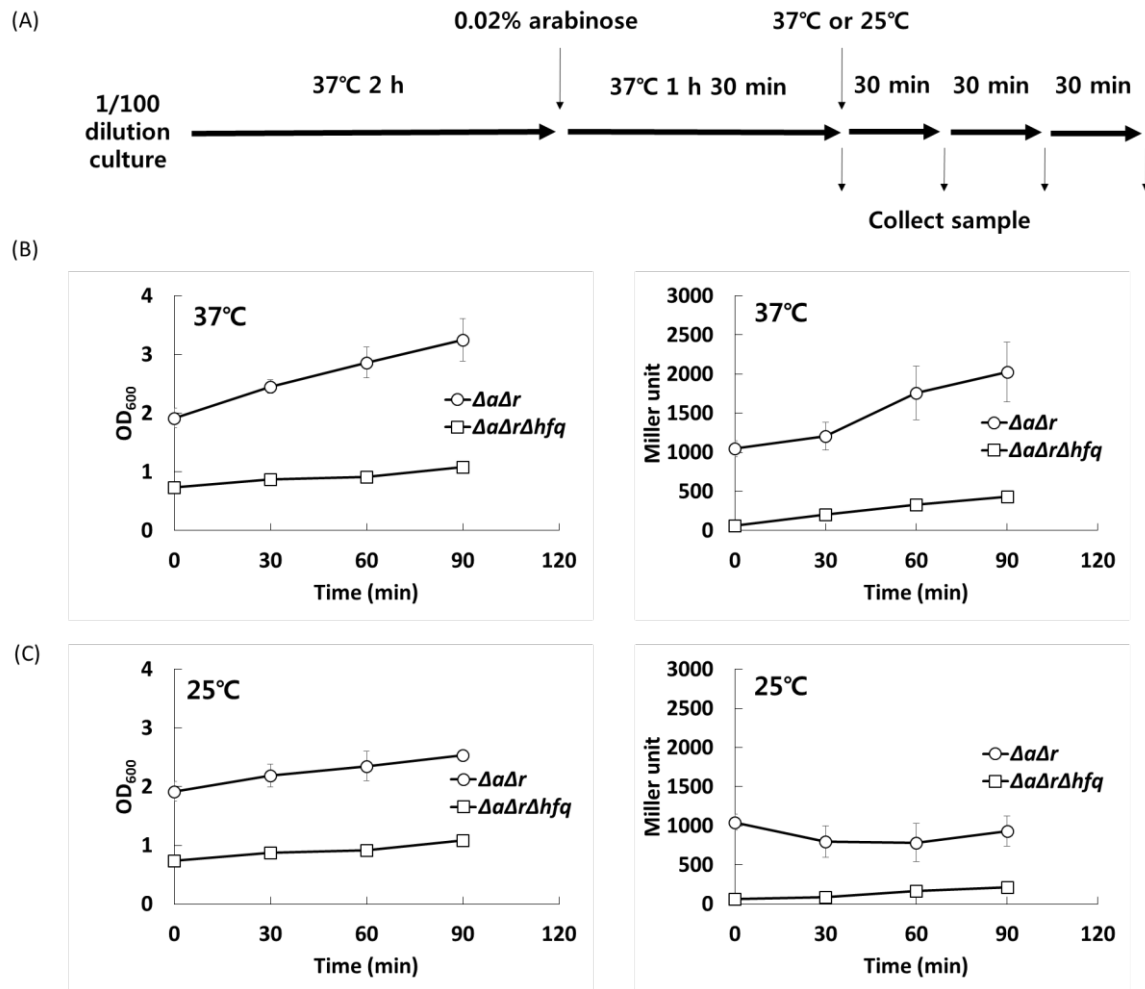 (A)
0.02% arabinose
37℃ or 25℃
37℃ 2 h
37℃ 1 h 30 min
30 min
30 min
30 min
1/100
dilution
culture
Collect sample
(B)
37℃
OD600
4
3
2
1
0
0 30 60 90 120
Time (min)
ΔaΔr
ΔaΔrΔhfq
37℃
Miller unit
3000
2500
2000
1500
1000
500
0
0 30 60 90 120
Time (min)
ΔaΔr
ΔaΔrΔhfq
(C)
25℃
OD600
4
3
2
1
0
0 30 60 90 120
Time (min)
ΔaΔr
ΔaΔrΔhfq
25℃
Miller unit
3000
2500
2000
1500
1000
500
0
0 30 60 90 120
Time (min)
ΔaΔr
ΔaΔrΔhfq